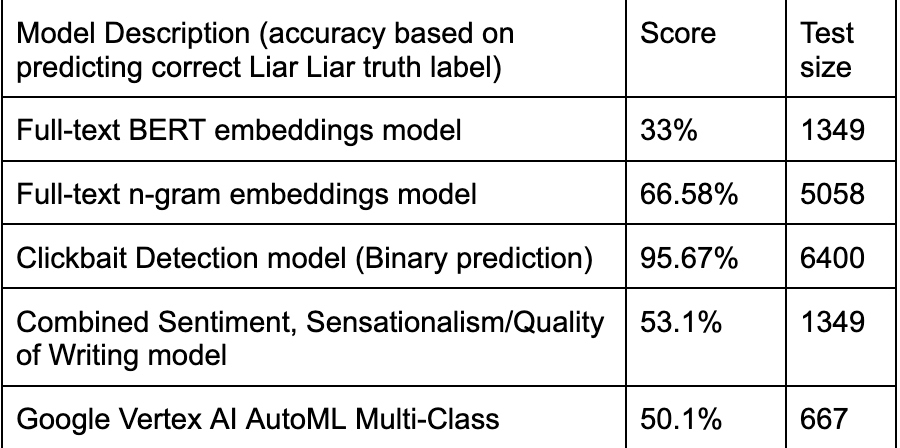 Model Description (accuracy based on Score Test
predicting correct Liar Liar truth label) size
Full-text BERT embeddings model 33% 1349
Full-text n-gram embeddings model 66.58% 5058
Clickbait Detection model (Binary prediction) 95.67% 6400
Combined Sentiment, Sensationalism/Quality 53.1% 1349
of Writing model
Google Vertex AI AutoML Multi-Class 50.1% 667